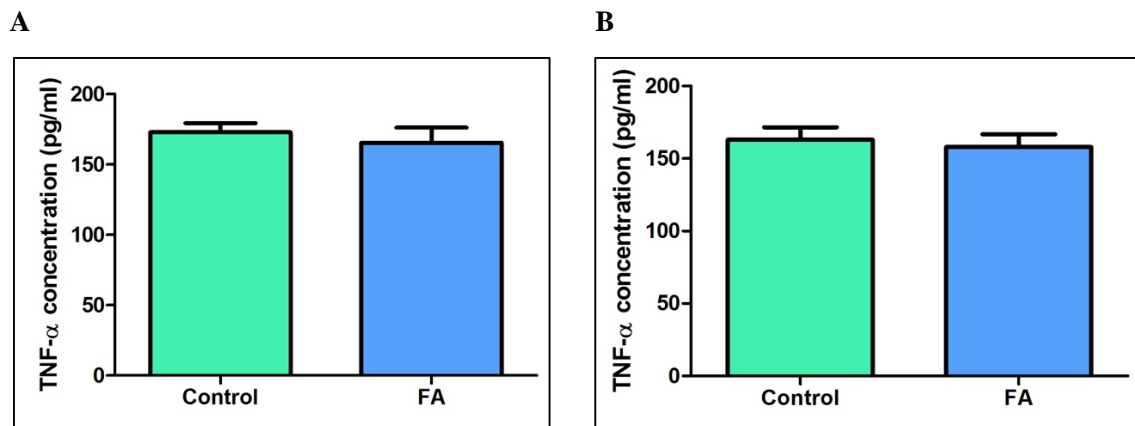 A
TNF-α concentration (pg/ml)
200
150
100
50
0
Control FA
B
TNF-α concentration (pg/ml)
200
150
100
50
0
Control FA